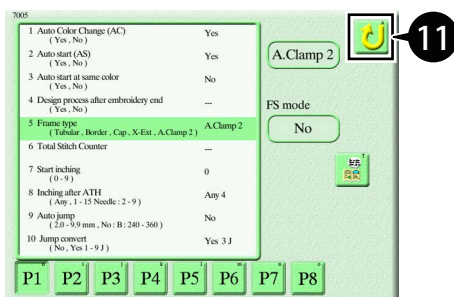 7005
1 Auto Color Change (AC) Yes
( Yes , No )
2 Auto start (AS) Yes
( Yes , No )
3 Auto start at same color No
( Yes , No )
4 Design process after embroidery end ---
( Yes , No )
5 Frame type A.Clamp 2
( Tubular , Border , Cap , X-Ext , A.Clamp 2 )
6 Total Stitch Counter ---
7 Start inching 0
( 0 - 9 )
8 Inching after ATH Any 4
( Any , 1 - 15 Needle : 2 - 9 )
9 Auto jump No
( 2.0 - 9.9 mm , No : B : 240 - 360 )
10 Jump convert Yes 3 J
( No , Yes 1 - 9 J )
A.Clamp 2
FS mode
No
11
P1 P2 P3 P4 P5 P6 P7 P8